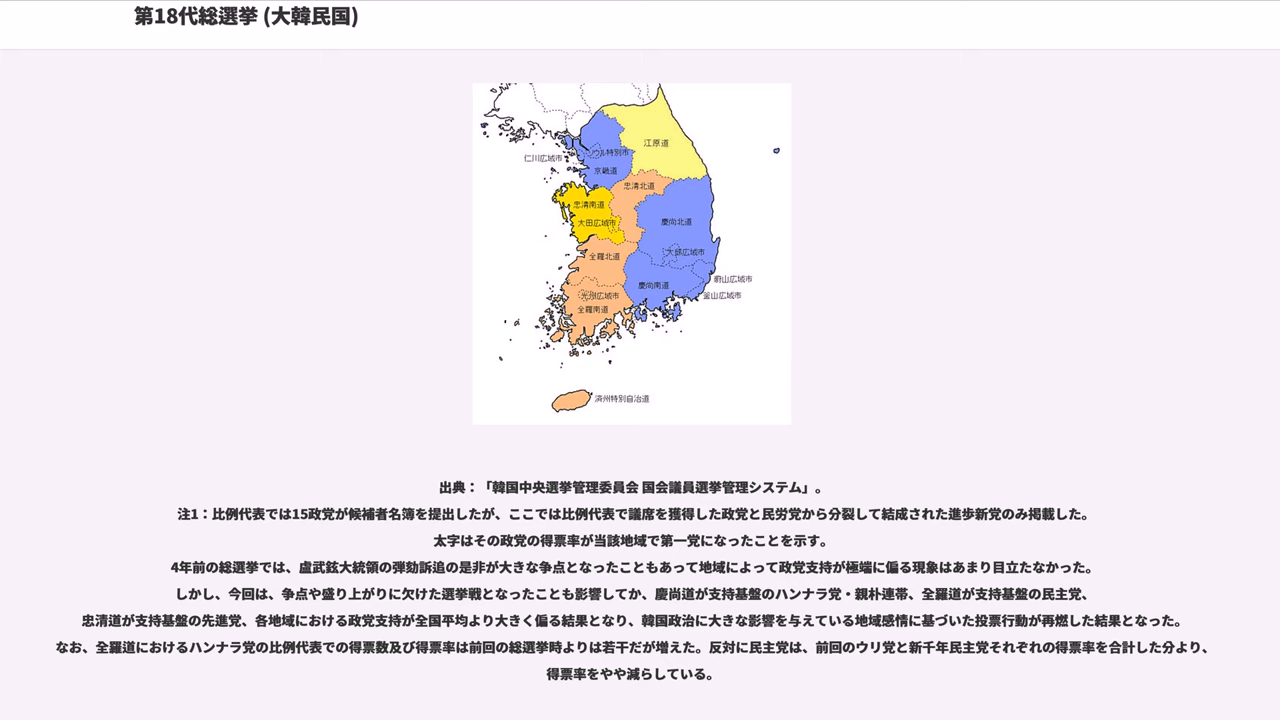 第18代総選挙 (大韓民国)
江原道
ソウル特別市
仁川広域市
京畿道
忠清北道
忠清南道
大田広域市
慶尚北道
大邱広域市
全羅北道
蔚山広域市
慶尚南道
釜山広域市
光州広域市
全羅南道
済州特別自治道
出典：「韓国中央選挙管理委員会 国会議員選挙管理システム」。
注1：比例代表では15政党が候補者名簿を提出したが、ここでは比例代表で議席を獲得した政党と民労党から分裂して結成された進歩新党のみ掲載した。
太字はその政党の得票率が当該地域で第一党になったことを示す。
4年前の総選挙では、盧武鉉大統領の弾劾訴追の是非が大きな争点となったこともあって地域によって政党支持が極端に偏る現象はあまり目立たなかった。
しかし、今回は、争点や盛り上がりに欠けた選挙戦となったことも影響してか、慶尚道が支持基盤のハンナラ党・親朴連帯、全羅道が支持基盤の民主党、
忠清道が支持基盤の先進党、各地域における政党支持が全国平均より大きく偏る結果となり、韓国政治に大きな影響を与えている地域感情に基づいた投票行動が再燃した結果となった。
なお、全羅道におけるハンナラ党の比例代表での得票数及び得票率は前回の総選挙時よりは若干だが増えた。反対に民主党は、前回のウリ党と新千年民主党それぞれの得票率を合計した分より、
得票率をやや減らしている。